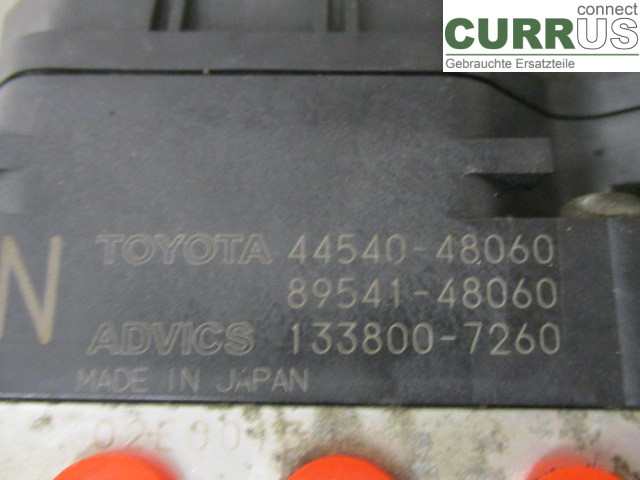 connect
CURRUS
Gebrauchte Ersatzteile
N
TOYOTA 44540-48060
89541-48060
ADVICS 133800-7260
MADE IN JAPAN